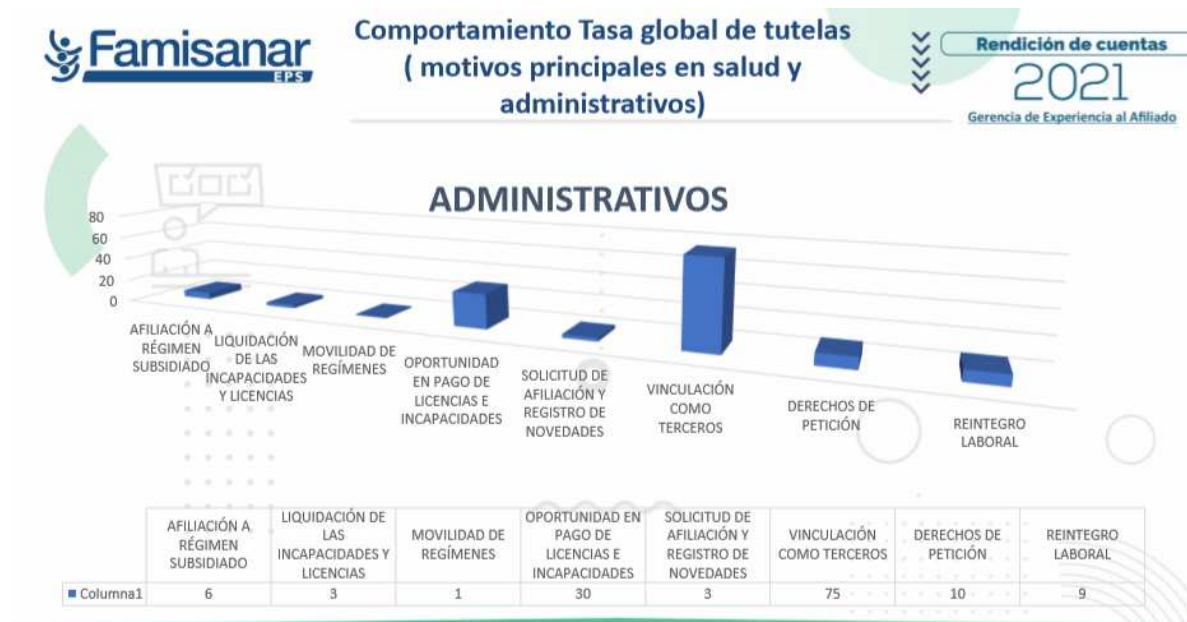 Famisanar
EPS
Comportamiento Tasa global de tutelas
( motivos principales en salud y
administrativos)
Rendición de cuentas
2021
Gerencia de Experiencia al Afiliado
ADMINISTRATIVOS
80
60
40
20
0
AFILIACIÓN A
RÉGIMEN
SUBSIDIADO
LIQUIDACIÓN
DE LAS
INCAPACIDADES
Y LICENCIAS
MOVILIDAD DE
REGÍMENES
OPORTUNIDAD
EN PAGO DE
LICENCIAS E
INCAPACIDADES
SOLICITUD DE
AFILIACIÓN Y
REGISTRO DE
NOVEDADES
VINCULACIÓN
COMO
TERCEROS
DERECHOS DE
PETICIÓN
REINTEGRO
LABORAL
AFILIACIÓN A
RÉGIMEN
SUBSIDIADO
LIQUIDACIÓN DE
LAS
INCAPACIDADES Y
LICENCIAS
MOVILIDAD DE
REGÍMENES
OPORTUNIDAD EN
PAGO DE
LICENCIAS E
INCAPACIDADES
SOLICITUD DE
AFILIACIÓN Y
REGISTRO DE
NOVEDADES
VINCULACIÓN
COMO TERCEROS
DERECHOS DE
PETICIÓN
REINTEGRO
LABORAL
Columna1 6 3 1 30 3 75 10 9